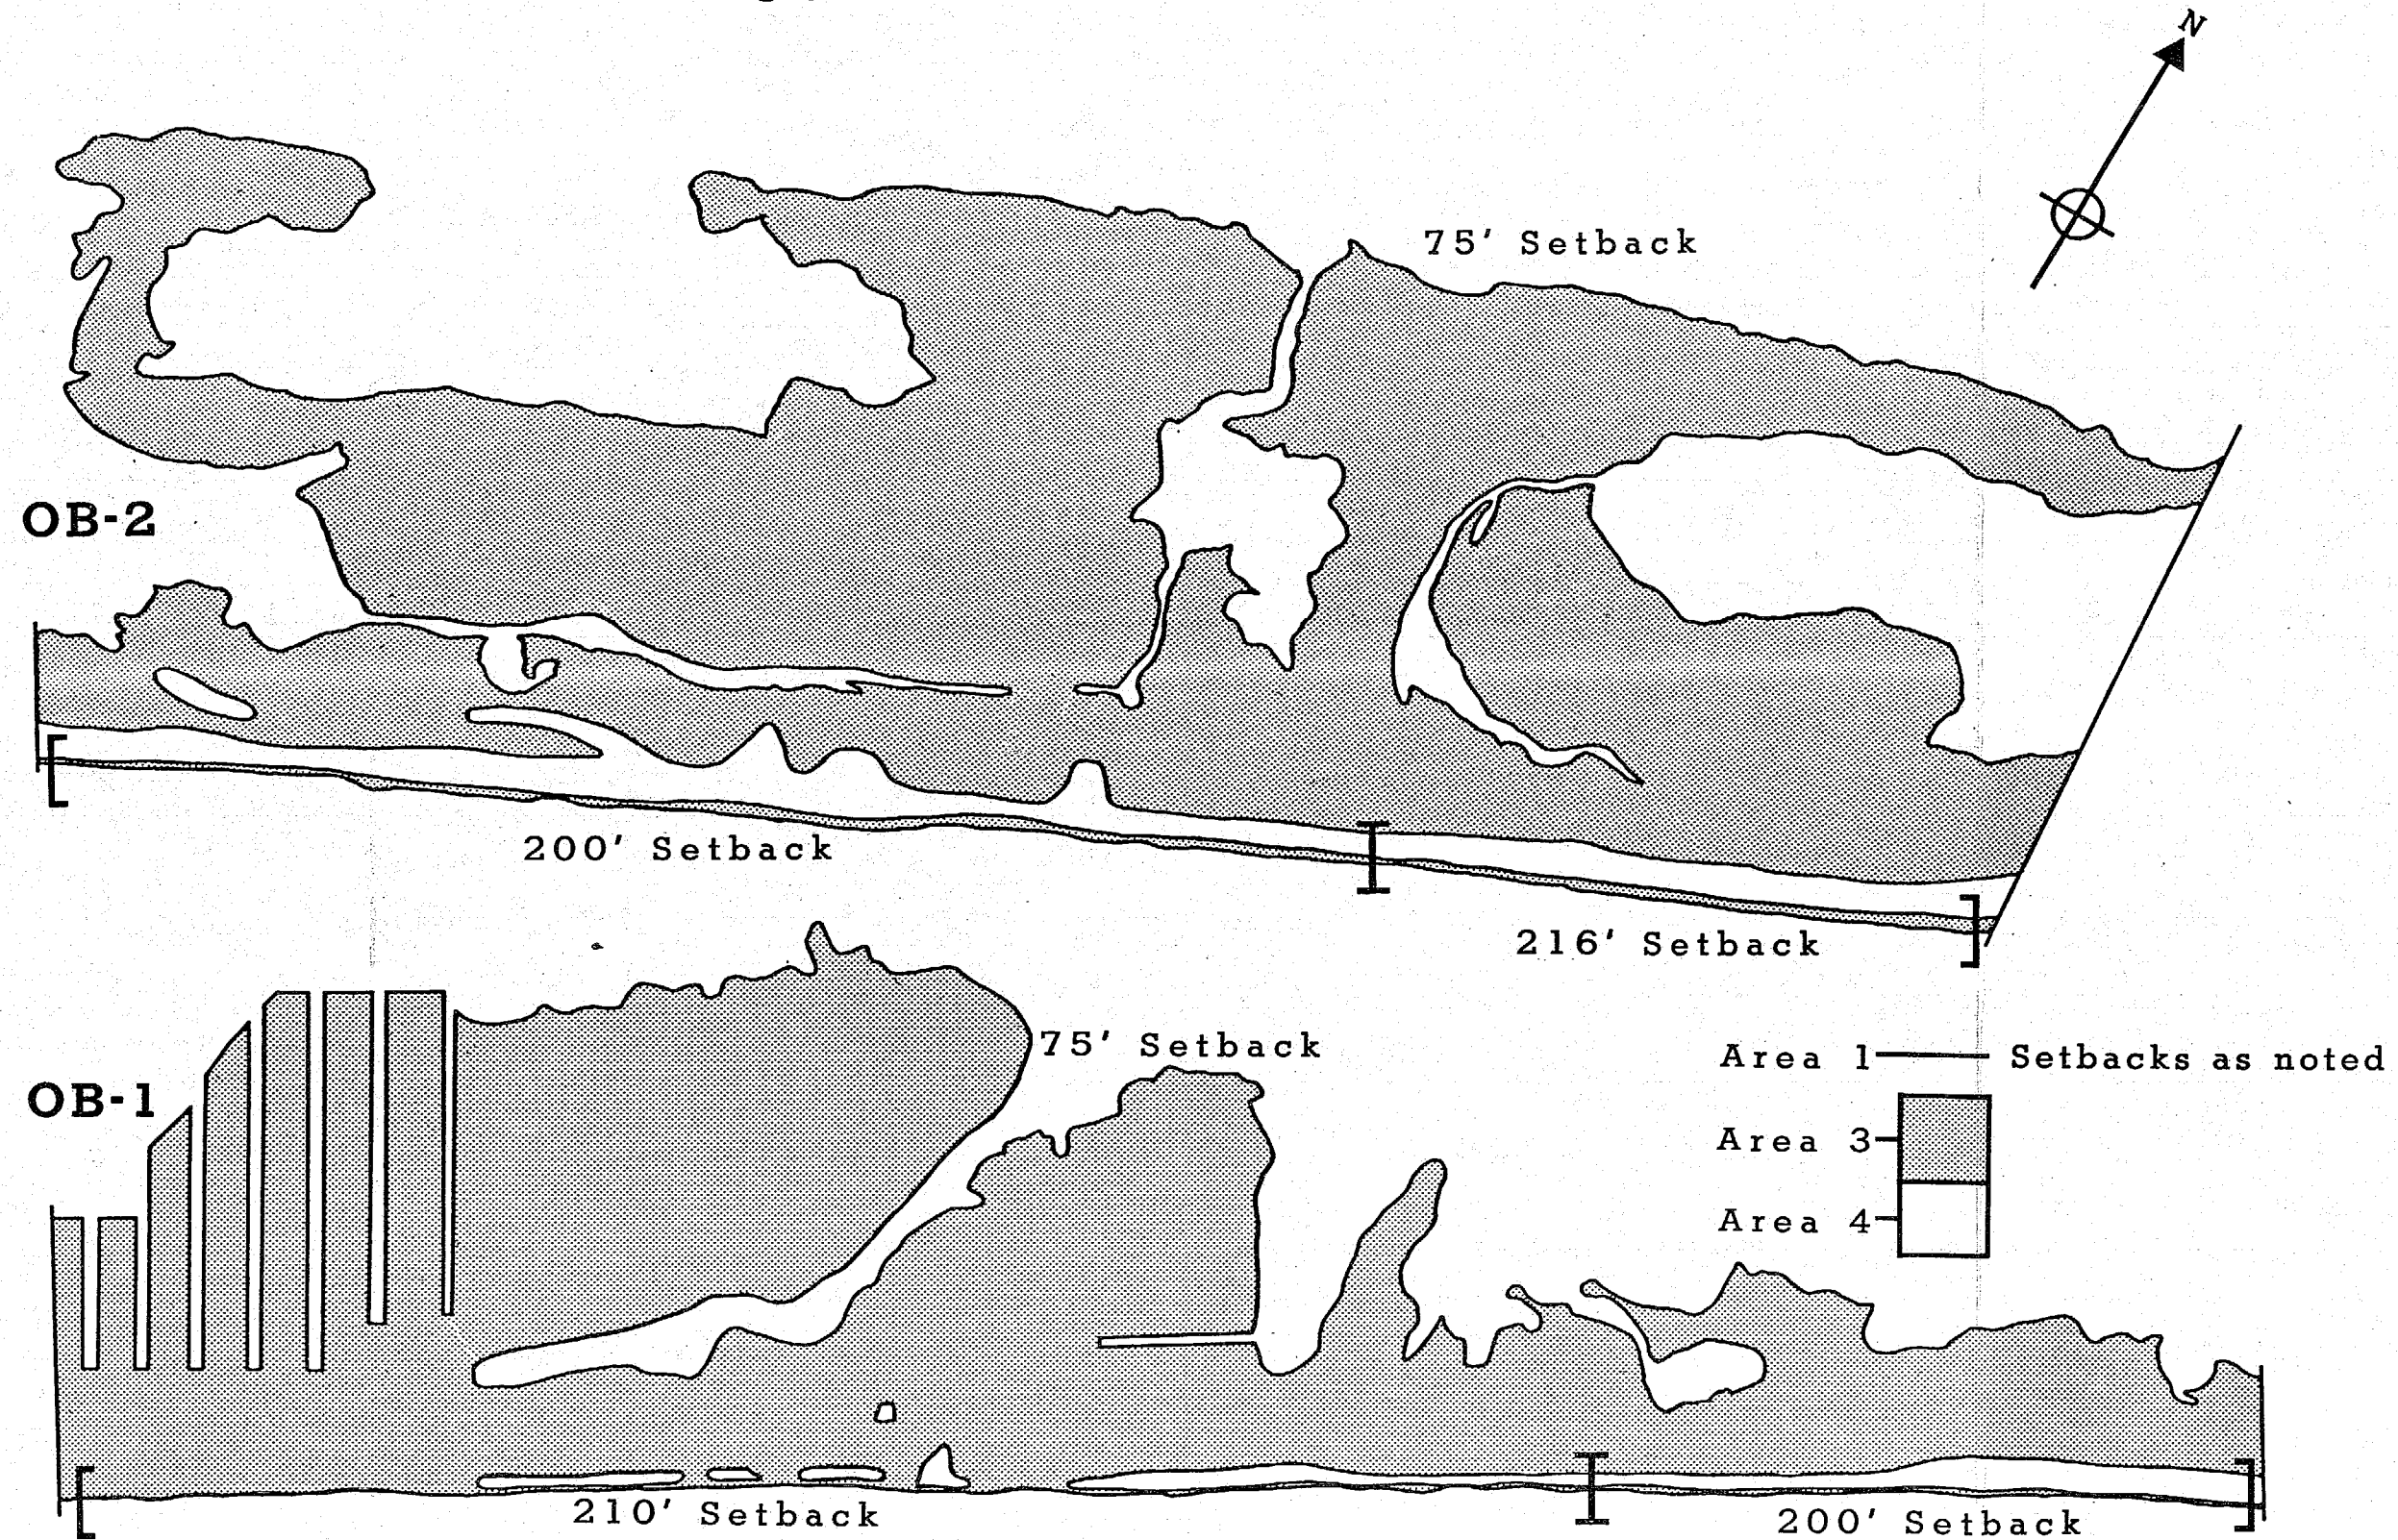 N
75' Setback
OB-2
200' Setback
216' Setback
75' Setback
OB-1
Area 1 Setbacks as noted
Area 3
Area 4
210' Setback
200' Setback